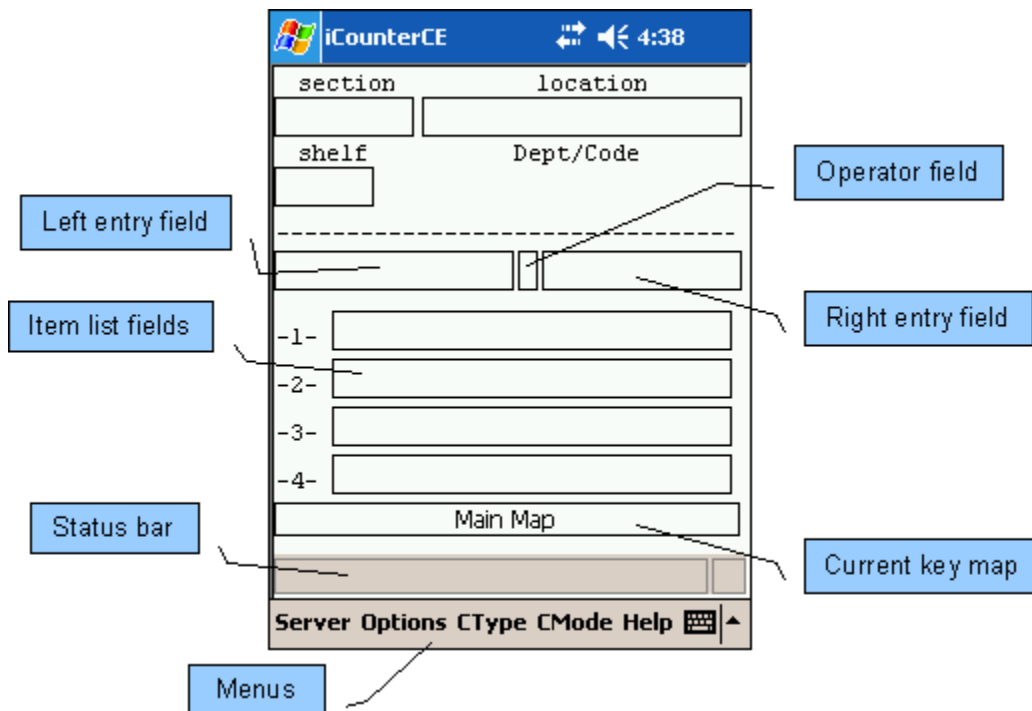 iCounterCE 4:38
section location
shelf Dept/Code
Operator field
Left entry field
Item list fields
Right entry field
-1-
-2-
-3-
-4-
Main Map
Status bar
Current key map
Server Options CType CMode Help
Menus